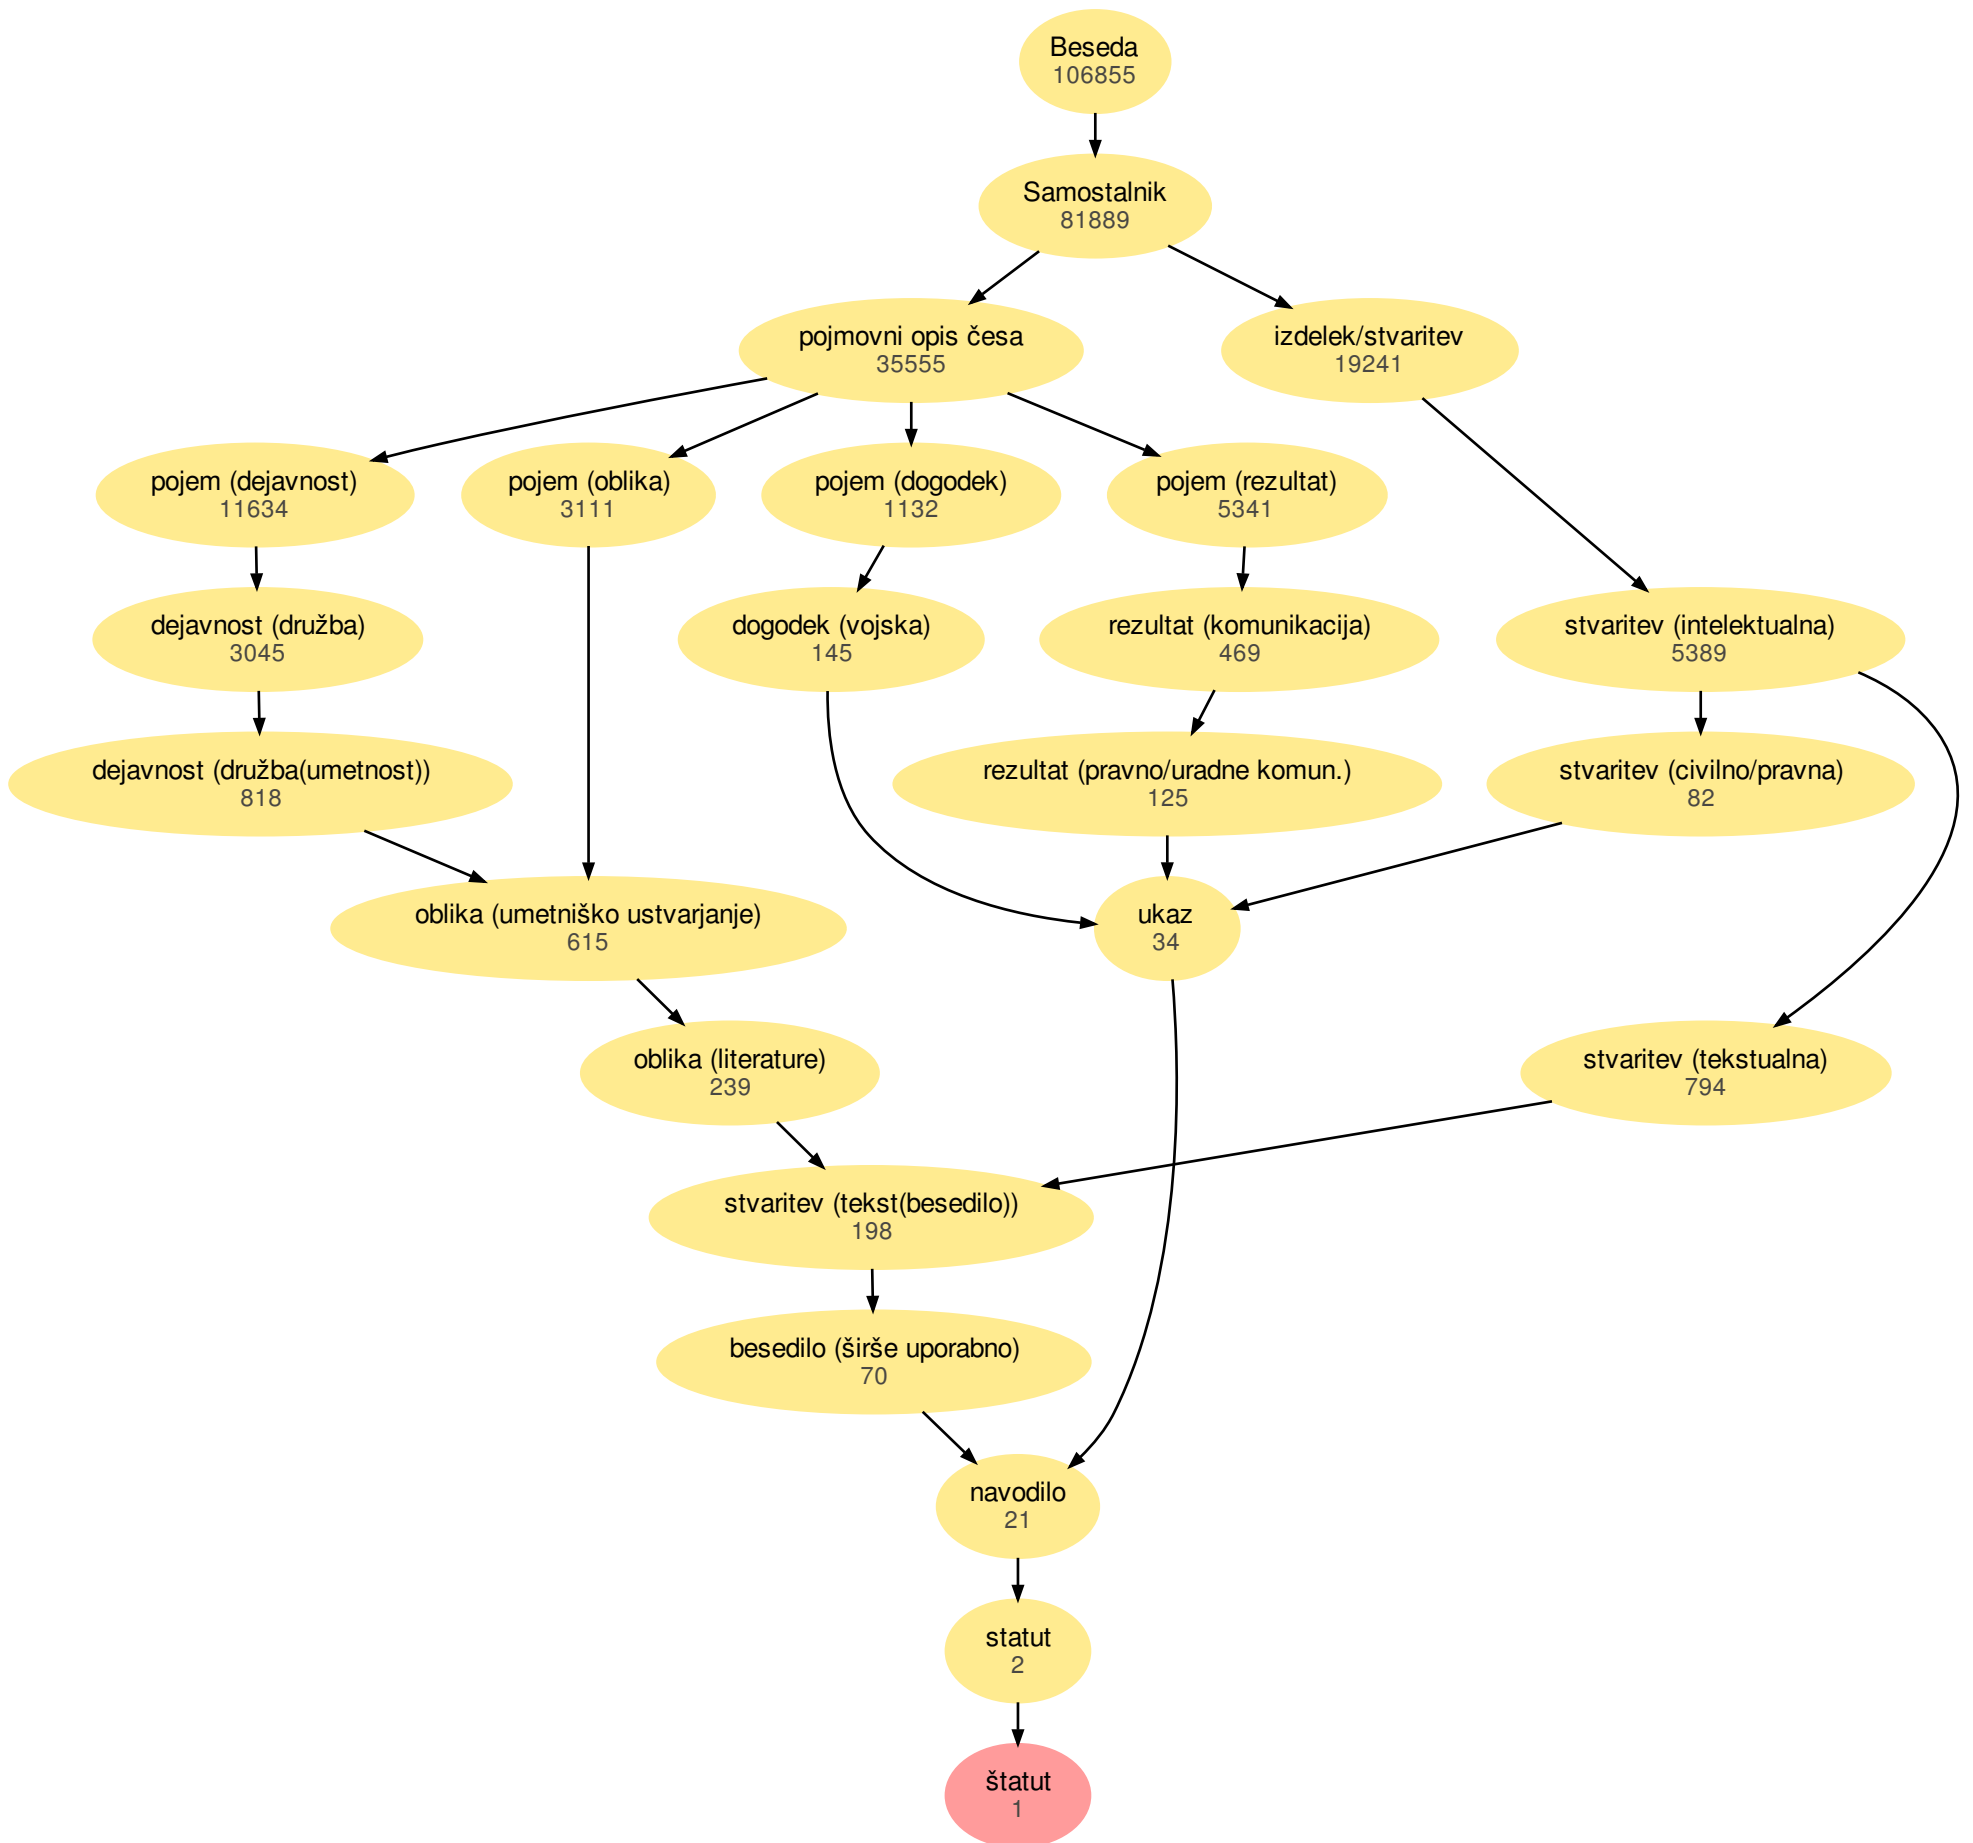 Beseda
106855
Samostalnik
81889
pojmovni opis česa
35555
izdelek/stvaritev
19241
pojem (dejavnost)
11634
pojem (oblika)
3111
pojem (dogodek)
1132
pojem (rezultat)
5341
dejavnost (družba)
3045
dogodek (vojska)
145
rezultat (komunikacija)
469
stvaritev (intelektualna)
5389
dejavnost (družba(umetnost))
818
rezultat (pravno/uradne komun.)
125
stvaritev (civilno/pravna)
82
oblika (umetniško ustvarjanje)
615
ukaz
34
oblika (literature)
239
stvaritev (tekstualna)
794
stvaritev (tekst(besedilo))
198
besedilo (širše uporabno)
70
navodilo
21
statut
2
štatut
1